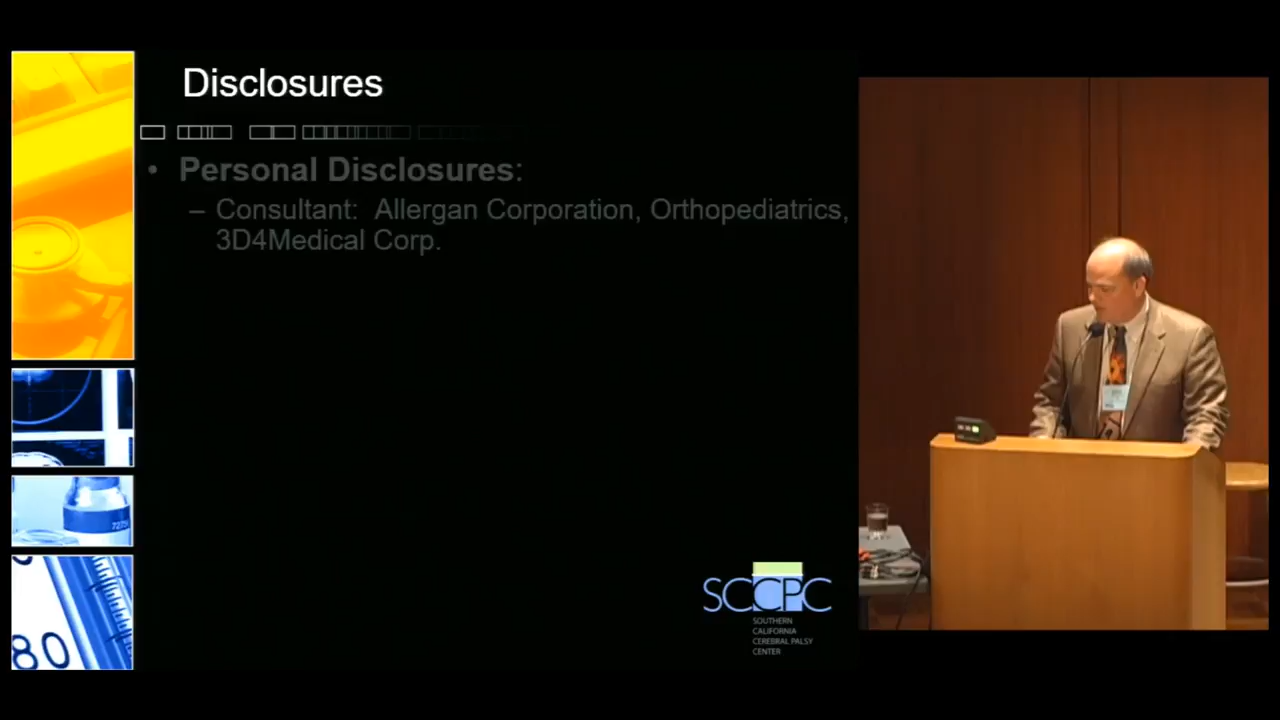 Disclosures
• Personal Disclosures:
– Consultant: Allergan Corporation, Orthopediatrics,
3D4Medical Corp.
80
SCCPC
SOUTHERN
CALIFORNIA
CEREBRAL PALSY
CENTER